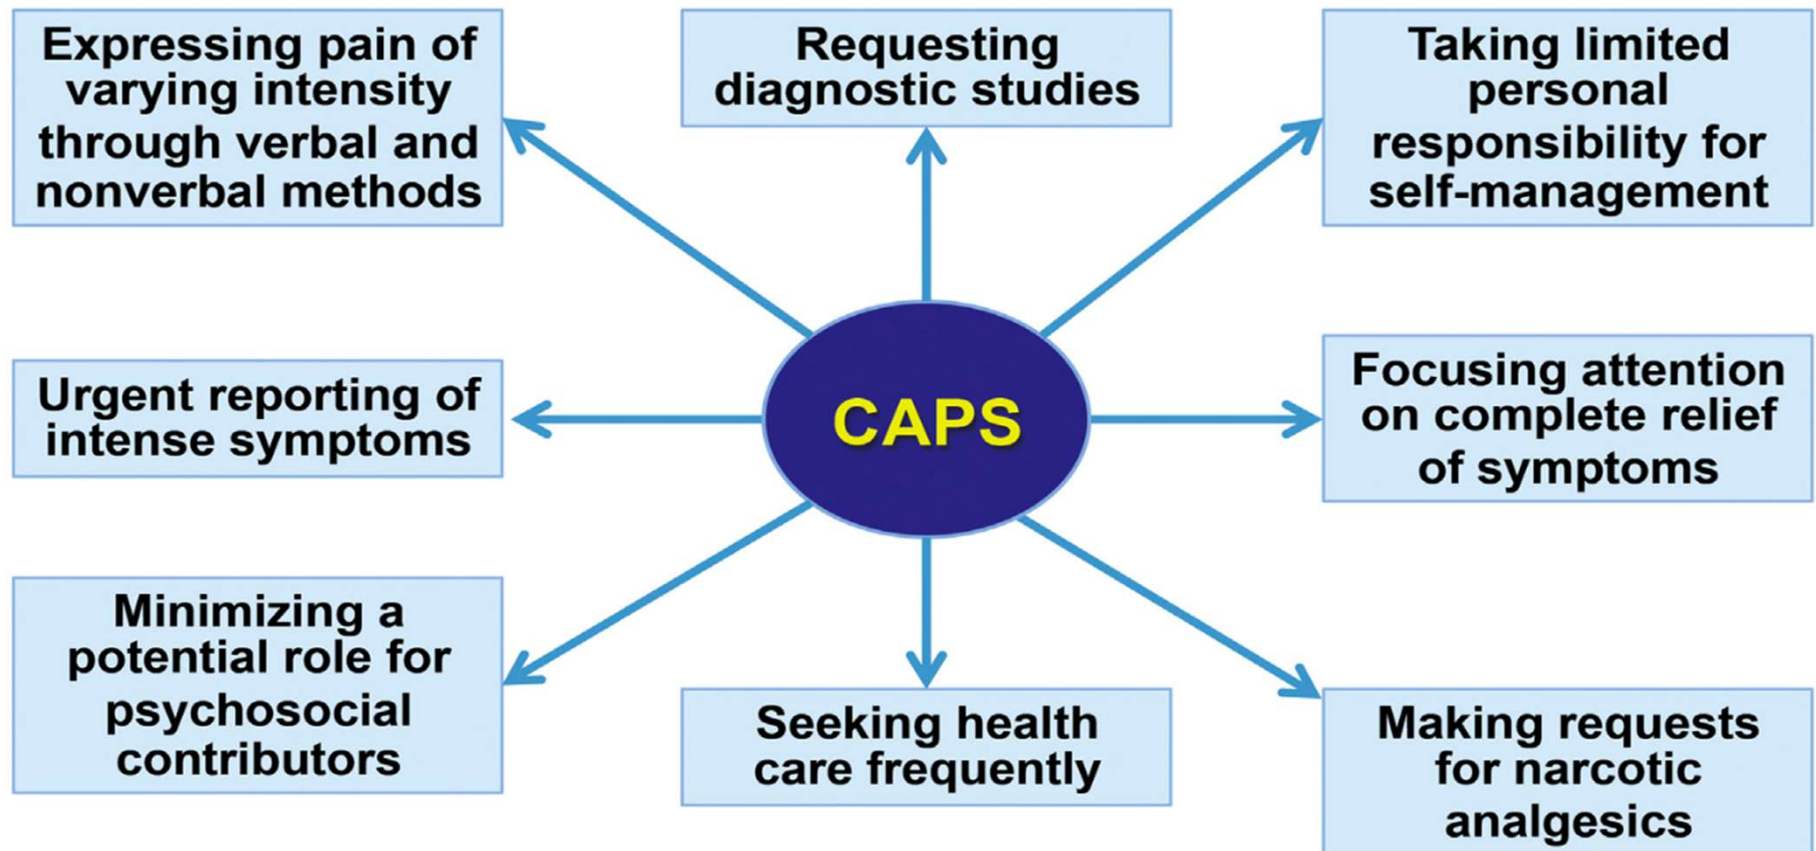 Expressing pain of
varying intensity
through verbal and
nonverbal methods
Requesting
diagnostic studies
Taking limited
personal
responsibility for
self-management
Urgent reporting of
intense symptoms
CAPS
Focusing attention
on complete relief
of symptoms
Minimizing a
potential role for
psychosocial
contributors
Seeking health
care frequently
Making requests
for narcotic
analgesics